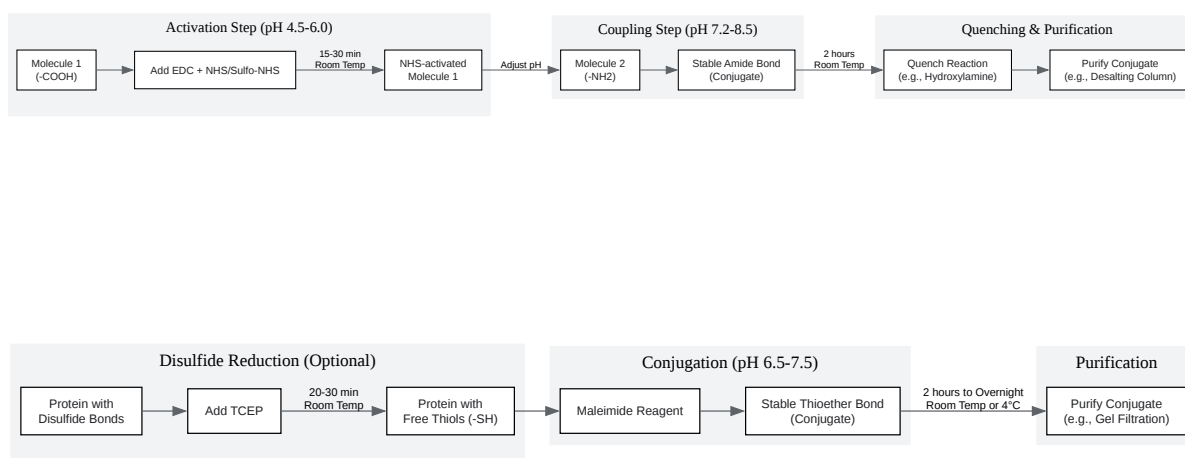 Activation Step (pH 4.5-6.0)
Molecule 1
(-COOH)
Add EDC + NHS/Sulfo-NHS
15-30 min
Room Temp
NHS-activated
Molecule 1
Adjust pH
Coupling Step (pH 7.2-8.5)
Molecule 2
(-NH2)
Stable Amide Bond
(Conjugate)
2 hours
Room Temp
Quenching & Purification
Quench Reaction
(e.g., Hydroxylamine)
Purify Conjugate
(e.g., Desalting Column)
Disulfide Reduction (Optional)
Protein with
Disulfide Bonds
Add TCEP
20-30 min
Room Temp
Protein with
Free Thiols (-SH)
Conjugation (pH 6.5-7.5)
Maleimide Reagent
Stable Thioether Bond
(Conjugate)
2 hours to Overnight
Room Temp or 4°C
Purification
Purify Conjugate
(e.g., Gel Filtration)